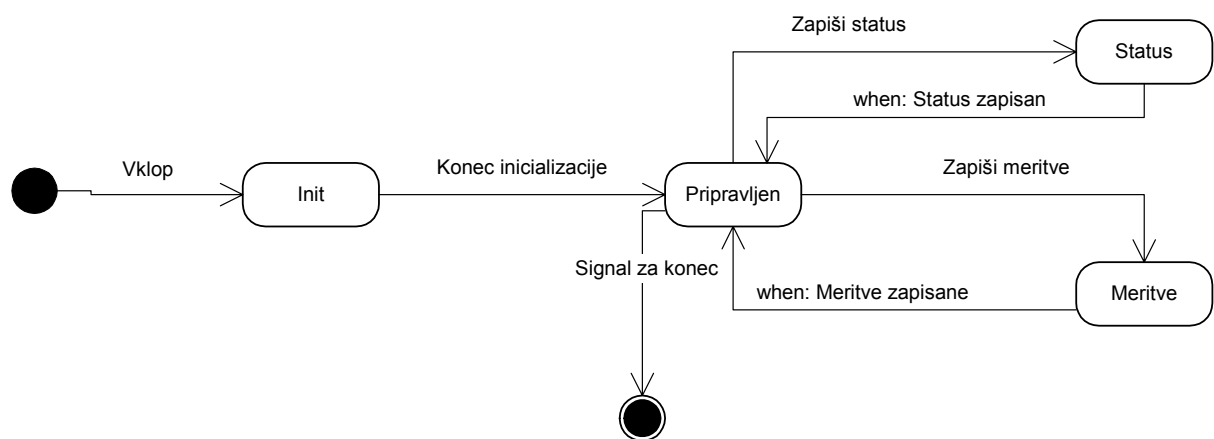 Zapiši status
Status
when: Status zapisan
Vklop
Konec inicializacije
Zapiši meritve
Init
Pripravljen
Signal za konec
when: Meritve zapisane
Meritve